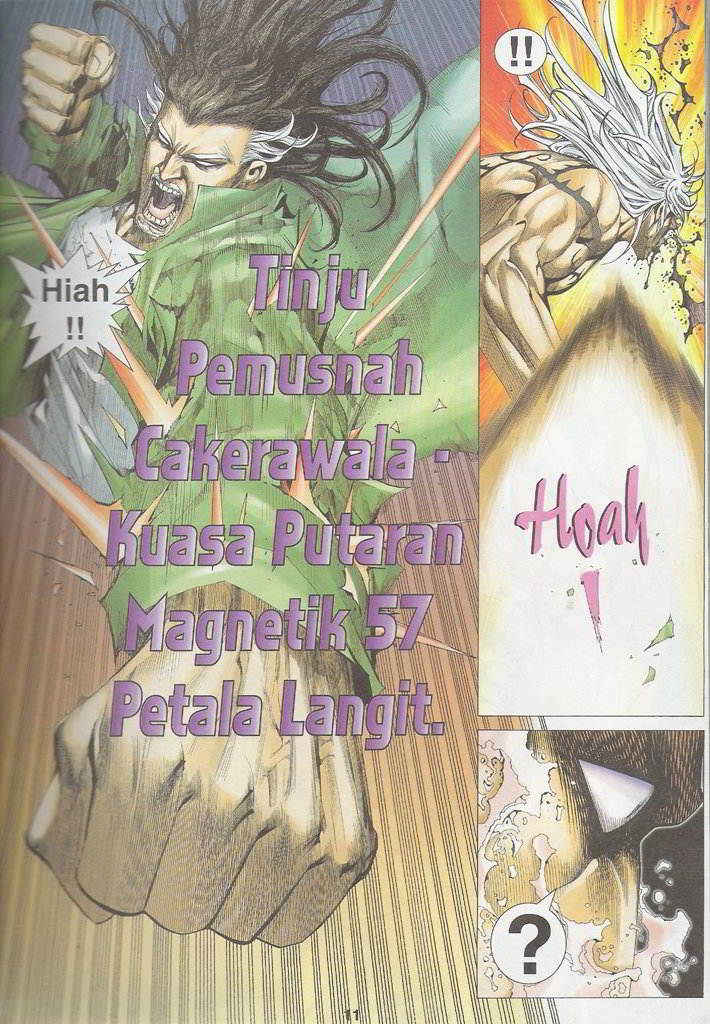 Hiah
!!
Tinju
Pemusnah
Cakerawala -
Kuasa Putaran
Magnetik 57
Petala Langit.
!!
Hoah
!
?
11